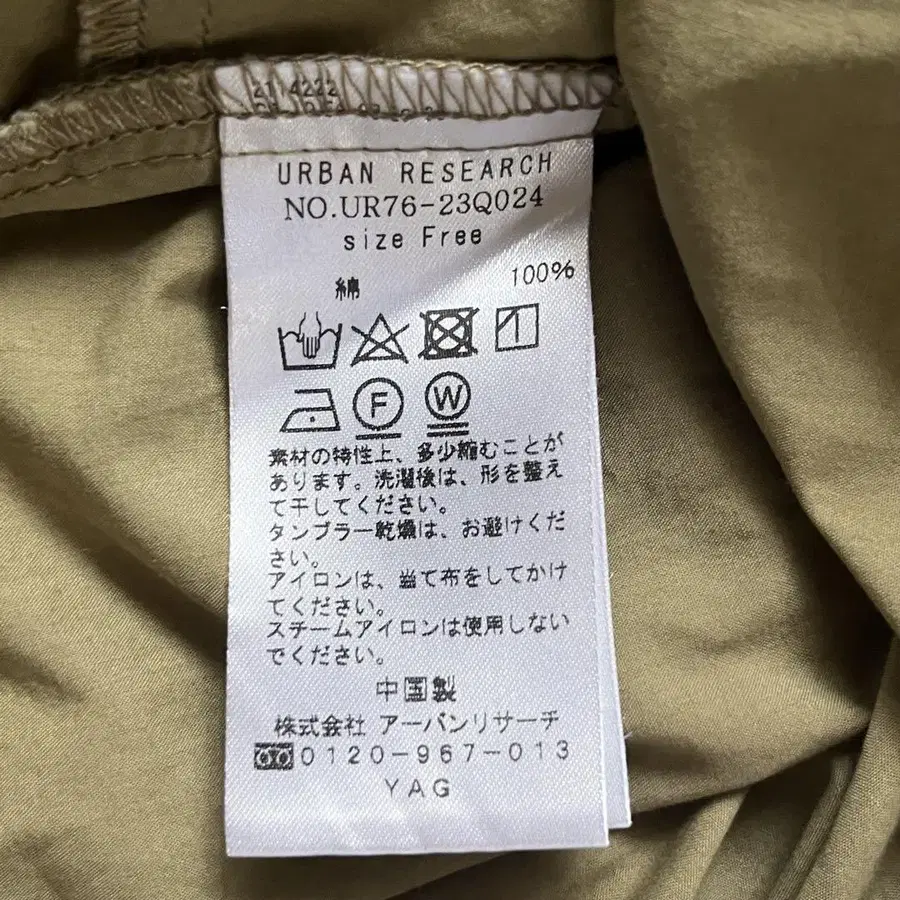 214222
URBAN RESEARCH
NO.UR76-23Q024
size Free
綿 100%
F W
素材の特性上、多少縮むことが
あります。洗濯後は、形を整え
て干してください。
タンブラー乾燥は、お避けくだ
さい。
アイロンは、当て布をしてかけ
てください。
スチームアイロンは使用しない
でください。
中国製
株式会社 アーバンリサーチ
0120-967-013
YAG